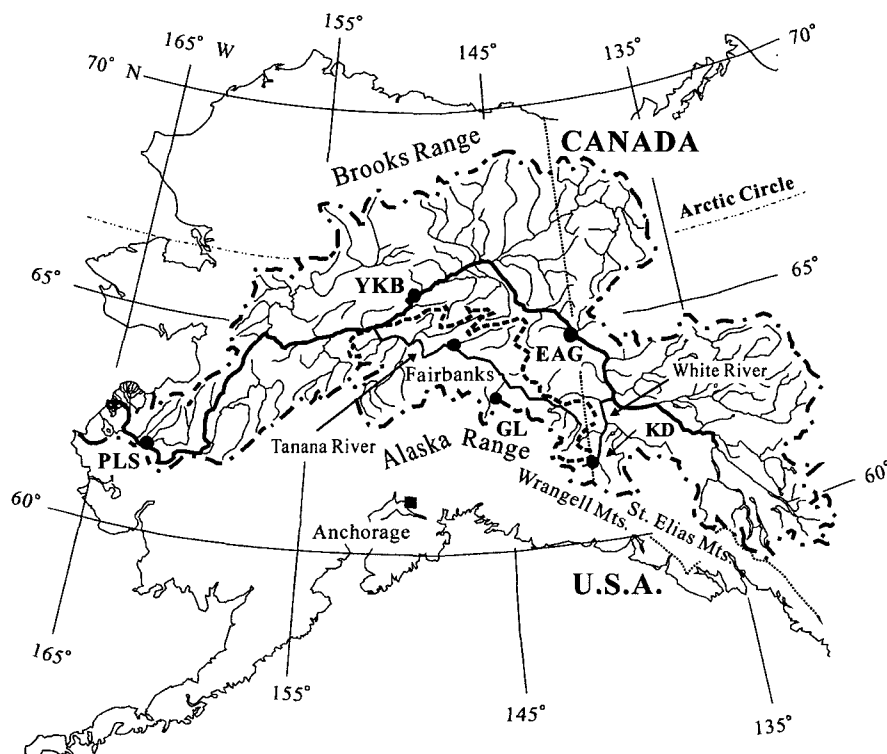 155°
165° W
145°
135°
70°
70° N
CANADA
Brooks Range
Arctic Circle
65°
65°
YKB
EAG
White River
Fairbanks
Tanana River
GL
KD
Alaska Range
PLS
60°
60°
Wrangell Mts.
St. Elias Mts.
Anchorage
U.S.A.
165°
155°
145°
135°